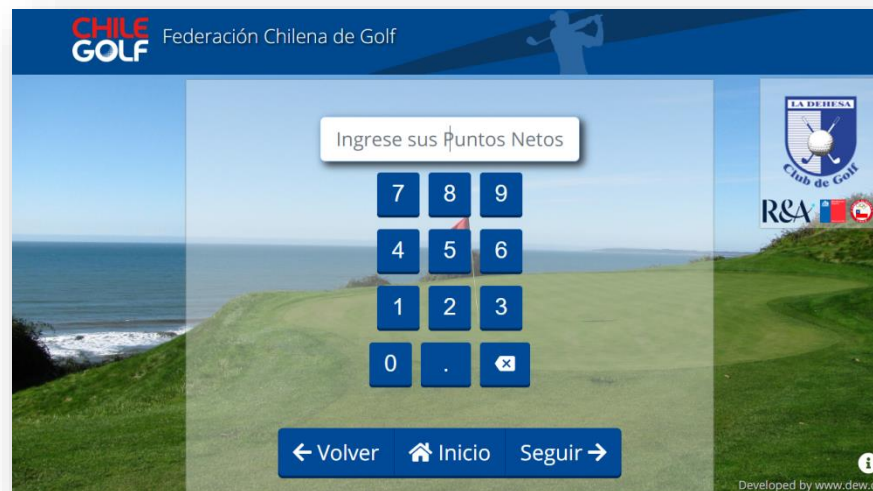 CHILE
GOLF
Federación Chilena de Golf
LA DEHESA
Club de Golf
R&A
Ingrese sus Puntos Netos
7 8 9
4 5 6
1 2 3
0 .
Volver Inicio Seguir
i
Developed by www.dew.